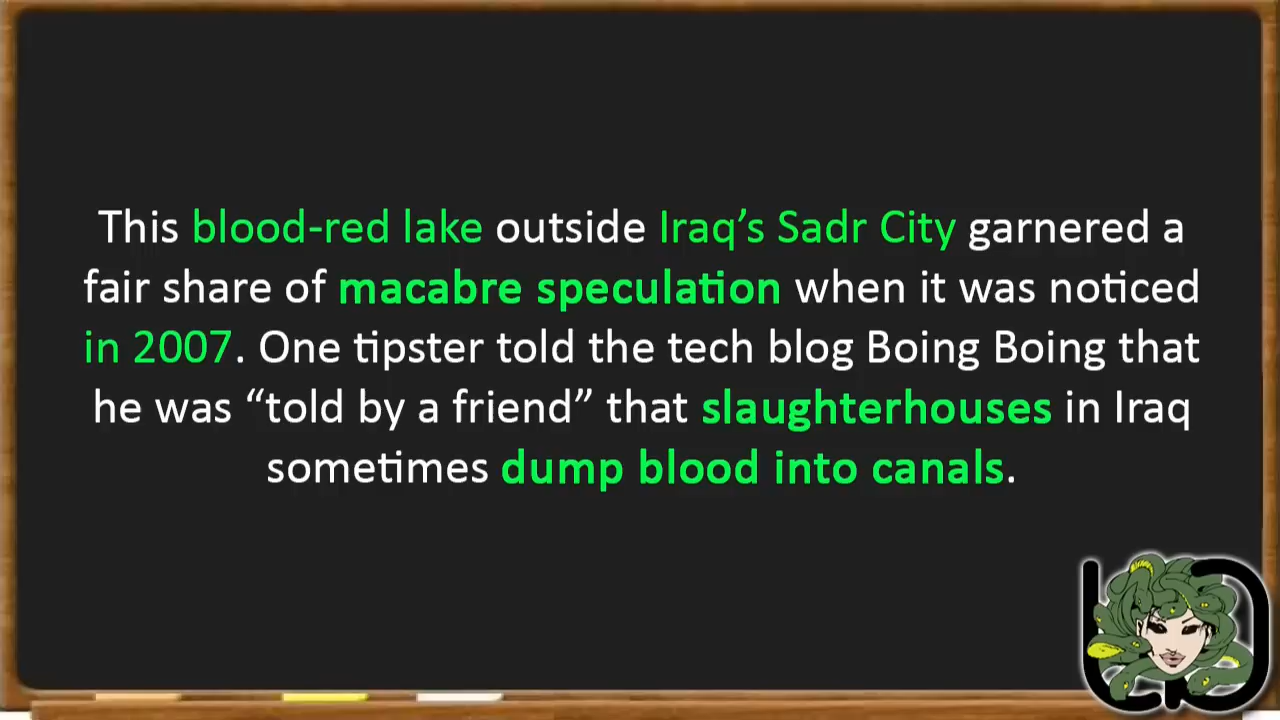 This blood-red lake outside Iraq’s Sadr City garnered a
fair share of macabre speculation when it was noticed
in 2007. One tipster told the tech blog Boing Boing that
he was “told by a friend” that slaughterhouses in Iraq
sometimes dump blood into canals.